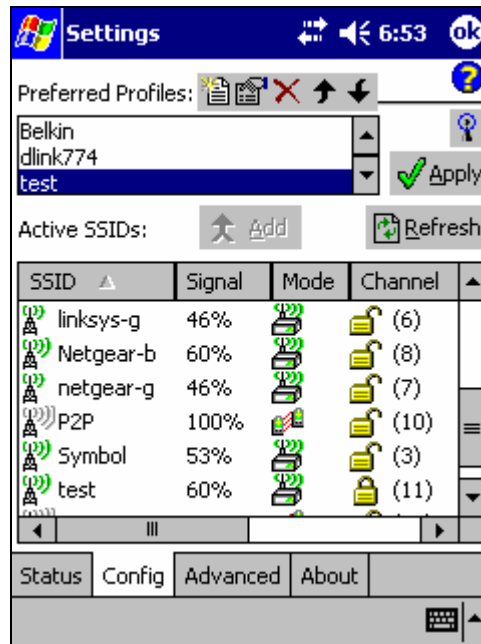 Settings 6:53 ok
Preferred Profiles:
Belkin
dlink774
test
Apply
Active SSIDs: Add Refresh
SSID Signal Mode Channel
linksys-g 46% (6)
Netgear-b 60% (8)
netgear-g 46% (7)
P2P 100% (10)
Symbol 53% (3)
test 60% (11)
Status Config Advanced About